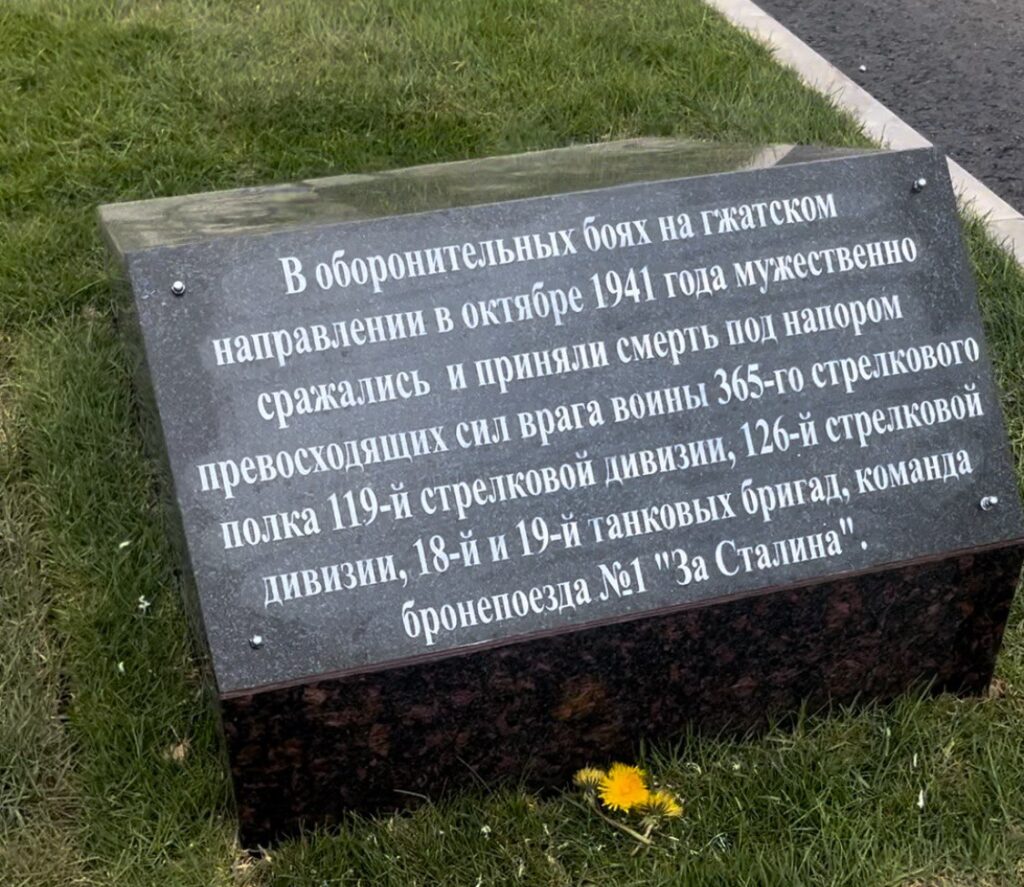 В оборонительных боях на гжатском
направлении в октябре 1941 года мужественно
сражались и приняли смерть под напором
превосходящих сил врага воины 365-го стрелкового
полка 119-й стрелковой дивизии, 126-й стрелковой
дивизии, 18-й и 19-й танковых бригад, команда
бронепоезда №1 "За Сталина".